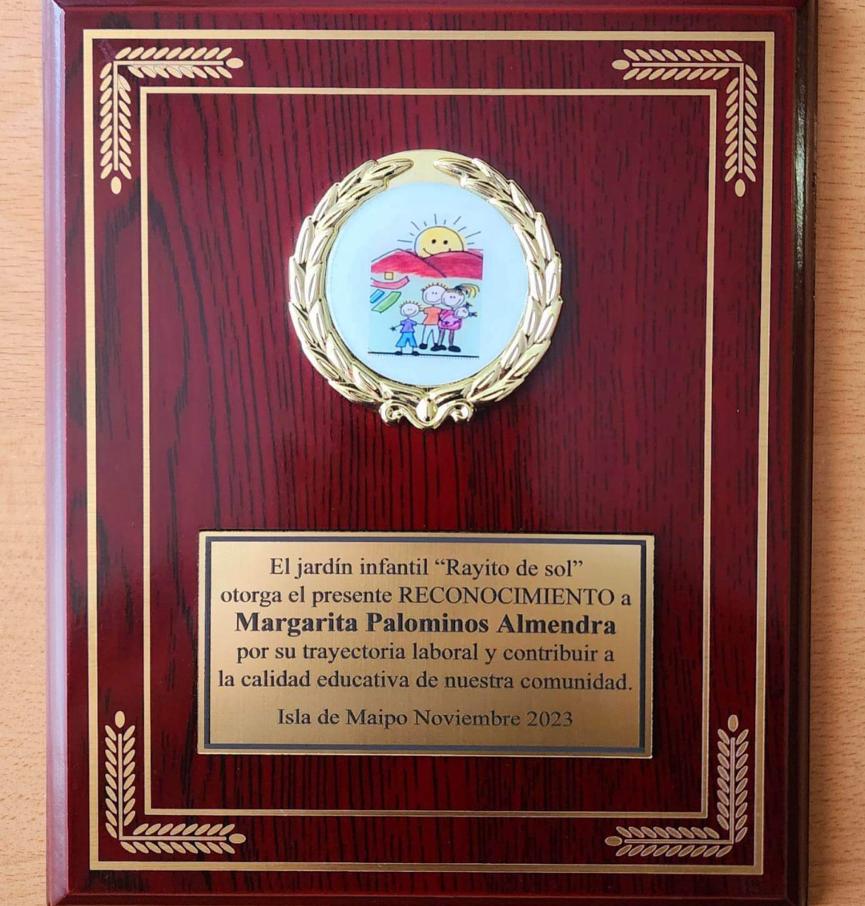 El jardín infantil “Rayito de sol”
otorga el presente RECONOCIMIENTO a
Margarita Palominos Almendra
por su trayectoria laboral y contribuir a
la calidad educativa de nuestra comunidad.
Isla de Maipo Noviembre 2023